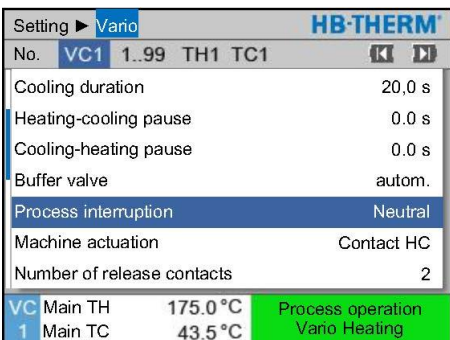 Setting ► Vario HB-THERM®
No. VC1 1..99 TH1 TC1
Cooling duration 20,0 s
Heating-cooling pause 0.0 s
Cooling-heating pause 0.0 s
Buffer valve autom.
Process interruption Neutral
Machine actuation Contact HC
Number of release contacts 2
VC Main TH 175.0 °C Process operation
1 Main TC 43.5 °C Vario Heating